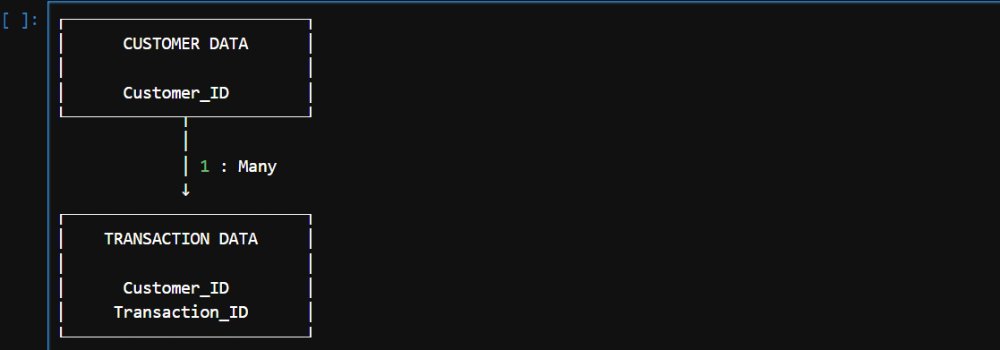 [ ]:
CUSTOMER DATA
Customer_ID
1 : Many
↓
TRANSACTION DATA
Customer_ID
Transaction_ID